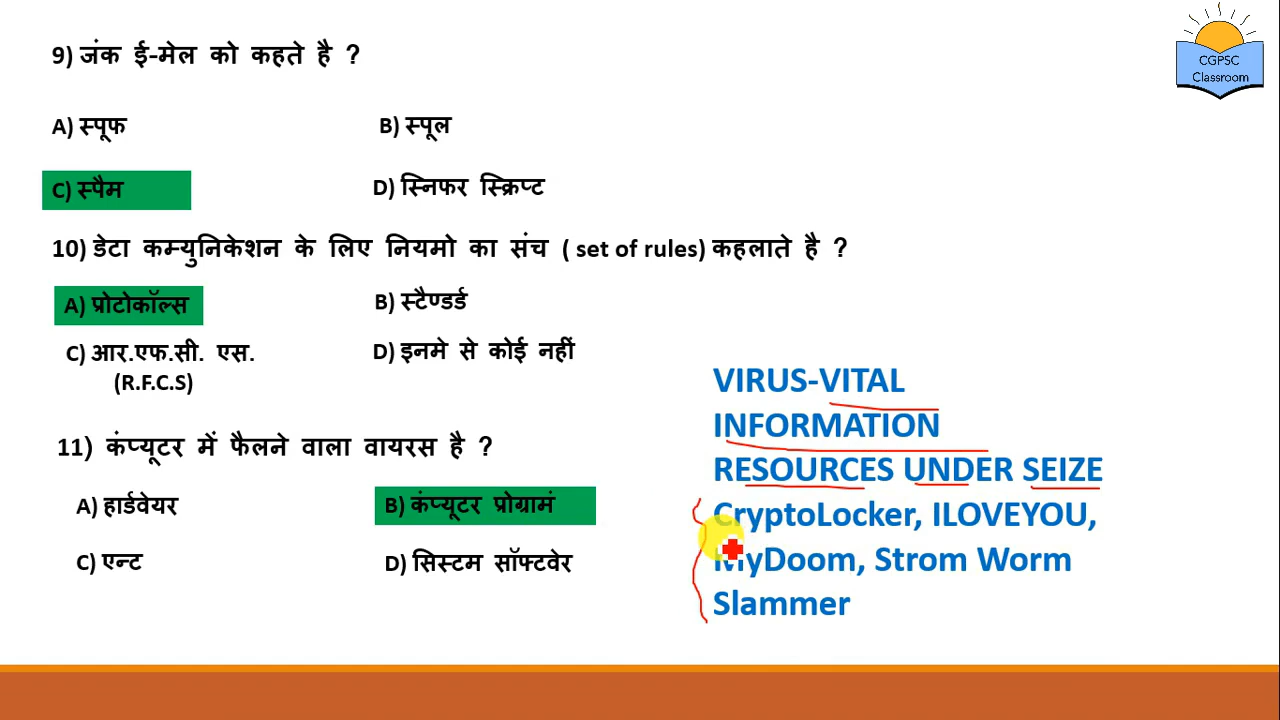 CGPSC
Classroom
9) जंक ई-मेल को कहते है ?
A) स्पूफ B) स्पूल
C) स्पैम D) स्निफर स्क्रिप्ट
10) डेटा कम्युनिकेशन के लिए नियमो का संच ( set of rules) कहलाते है ?
A) प्रोटोकॉल्स B) स्टैण्डर्ड
C) आर.एफ.सी. एस. D) इनमे से कोई नहीं
(R.F.C.S)
11) कंप्यूटर में फैलने वाला वायरस है ?
A) हार्डवेयर B) कंप्यूटर प्रोग्रामं
C) एन्ट D) सिस्टम सॉफ्टवेर
VIRUS-VITAL
INFORMATION
RESOURCES UNDER SEIZE
CryptoLocker, ILOVEYOU,
MyDoom, Strom Worm
Slammer